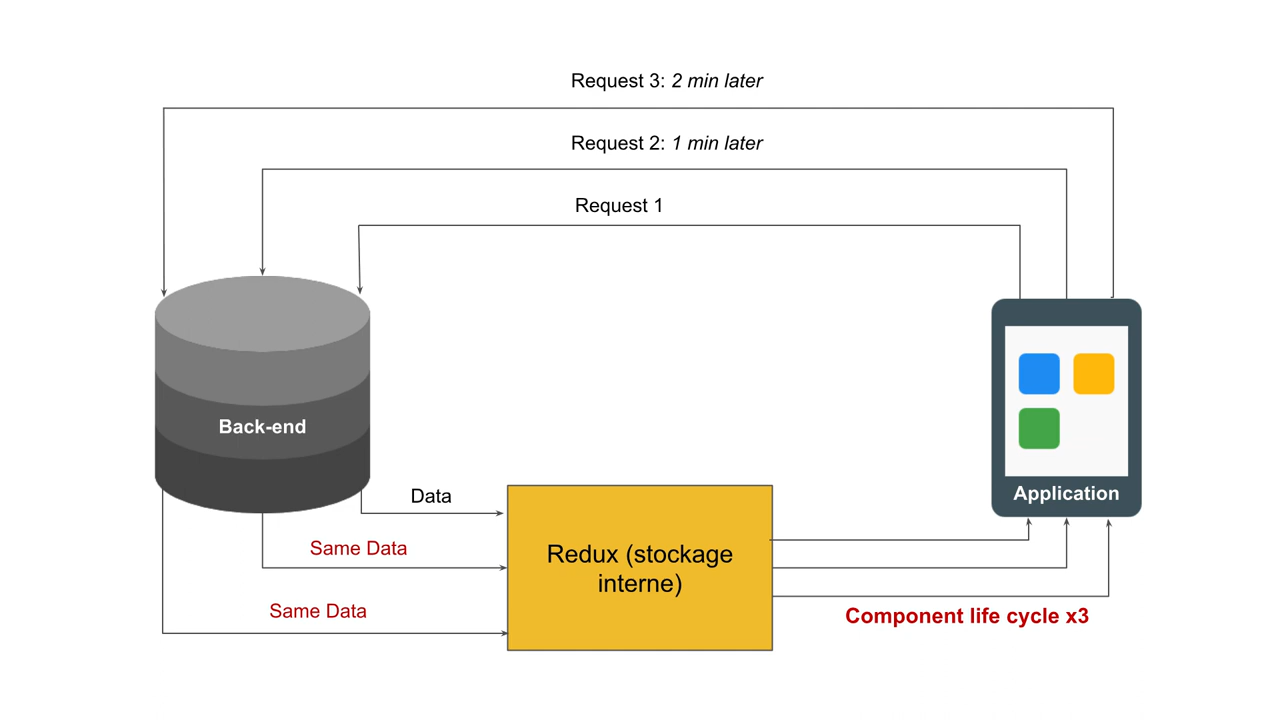 Request 3: 2 min later
Request 2: 1 min later
Request 1
Back-end
Application
Data
Same Data
Same Data
Redux (stockage
interne)
Component life cycle x3